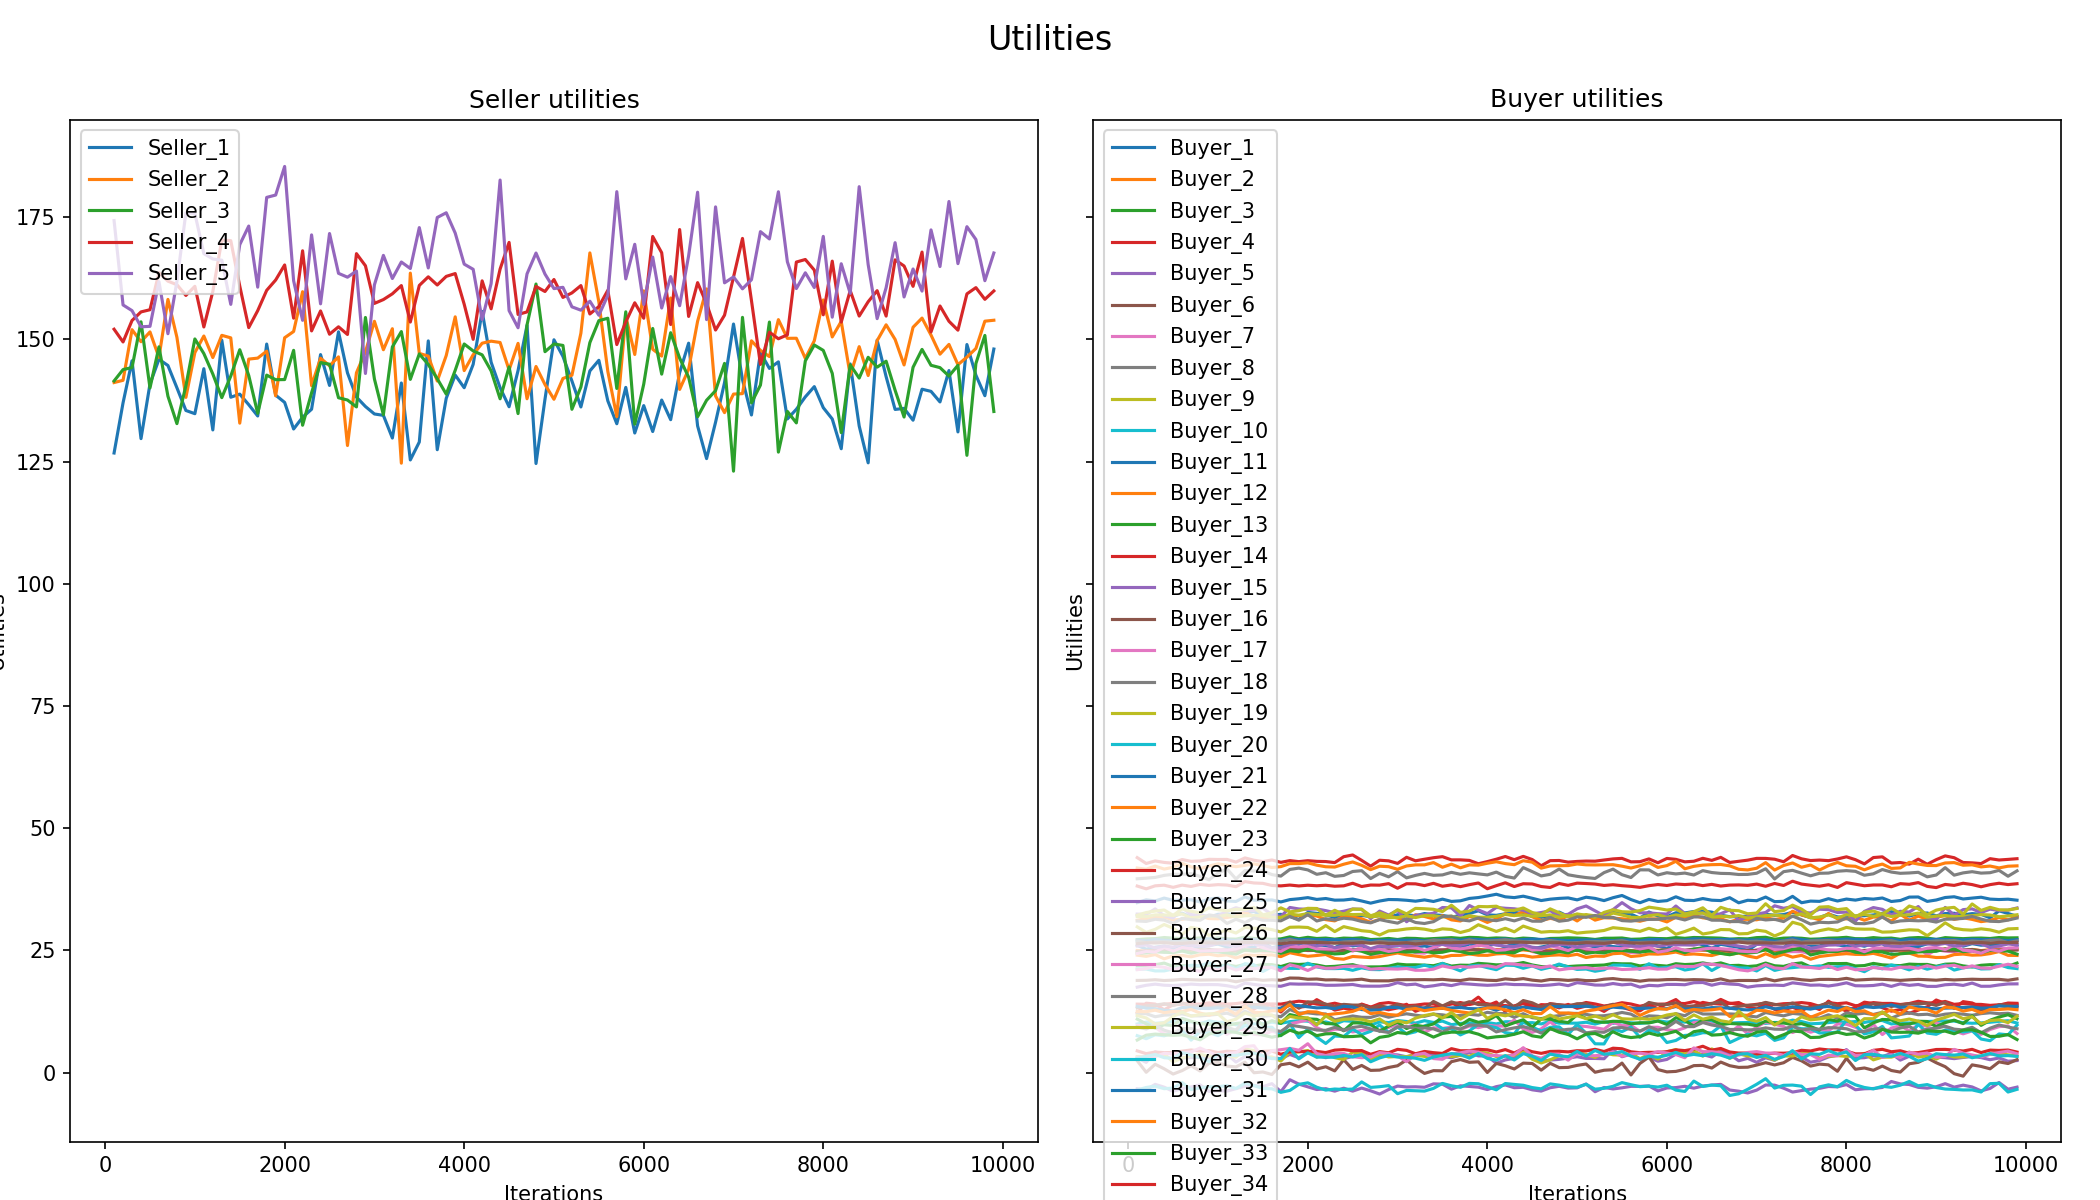 Utilities
Seller utilities
Seller_1
Seller_2
Seller_3
Seller_4
Seller_5
175
150
125
100
75
50
25
0
0
2000
4000
6000
8000
10000
Iterations
Buyer utilities
Utilities
Buyer_1
Buyer_2
Buyer_3
Buyer_4
Buyer_5
Buyer_6
Buyer_7
Buyer_8
Buyer_9
Buyer_10
Buyer_11
Buyer_12
Buyer_13
Buyer_14
Buyer_15
Buyer_16
Buyer_17
Buyer_18
Buyer_19
Buyer_20
Buyer_21
Buyer_22
Buyer_23
Buyer_24
Buyer_25
Buyer_26
Buyer_27
Buyer_28
Buyer_29
Buyer_30
Buyer_31
Buyer_32
Buyer_33
Buyer_34
0
2000
4000
6000
8000
10000
Iterations